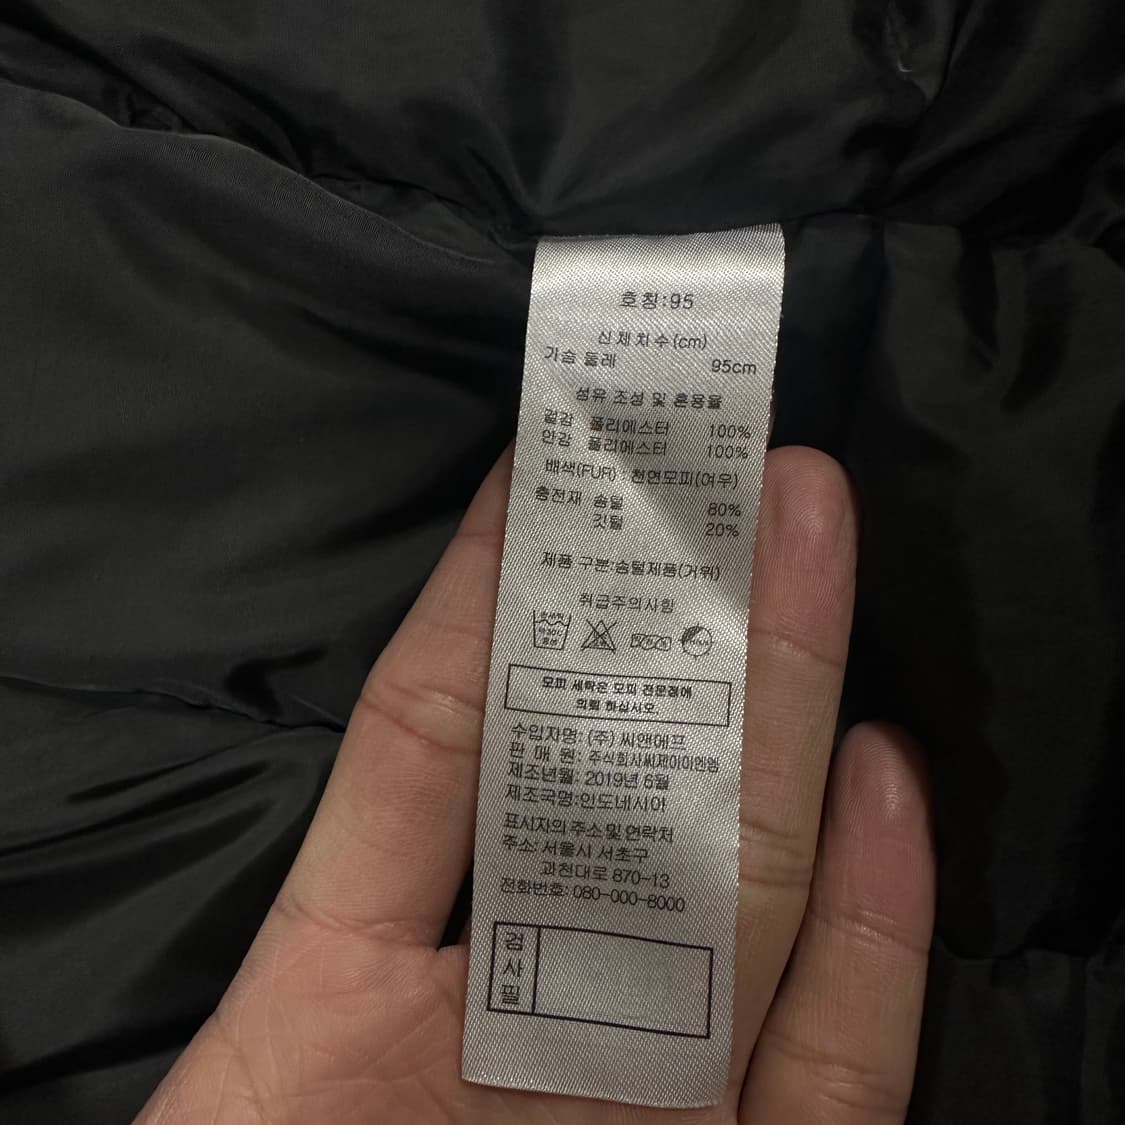 호칭:95
신체치수(cm)
가슴 둘레 95cm
섬유 조성 및 혼용율
겉감 폴리에스터 100%
안감 폴리에스터 100%
배색(FUR) : 천연모피(여우)
충전재 솜털 80%
깃털 20%
제품 구분:솜털제품(거위)
취급주의사항
모피 세탁은 모피 전문점에
의뢰 하십시오.
수입자명: (주) 씨앤에프
판 매 원: 주식회사씨제이이엔엠
제조년월: 2019년 6월
제조국명:인도네시아
표시자의 주소 및 연락처
주소: 서울시 서초구
과천대로 870-13
전화번호: 080-000-8000
검
사
필